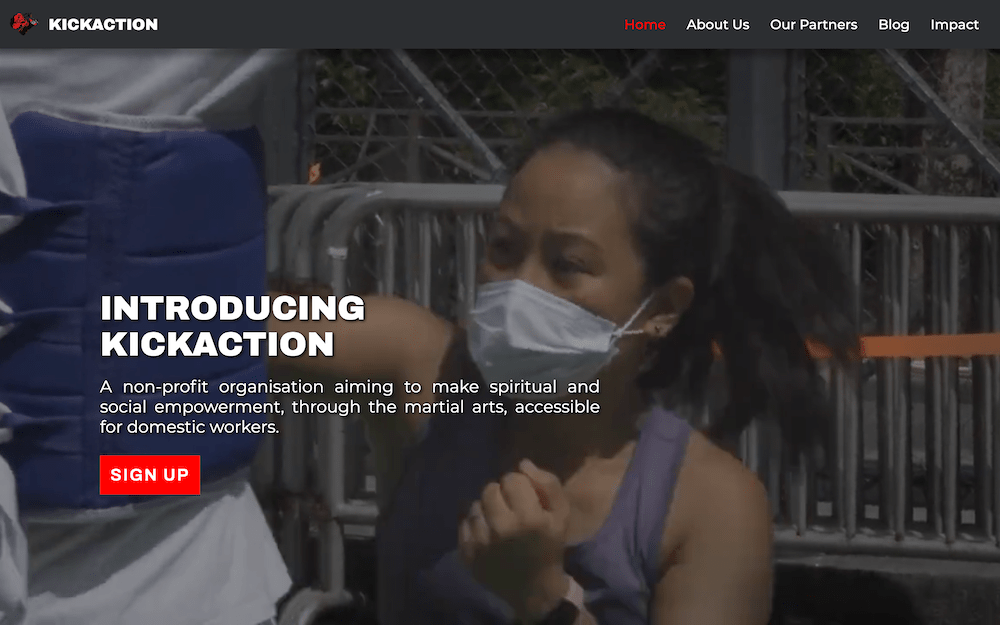 KICKACTION
Home About Us Our Partners Blog Impact
INTRODUCING
KICKACTION
A non-profit organisation aiming to make spiritual and
social empowerment, through the martial arts, accessible
for domestic workers.
SIGN UP